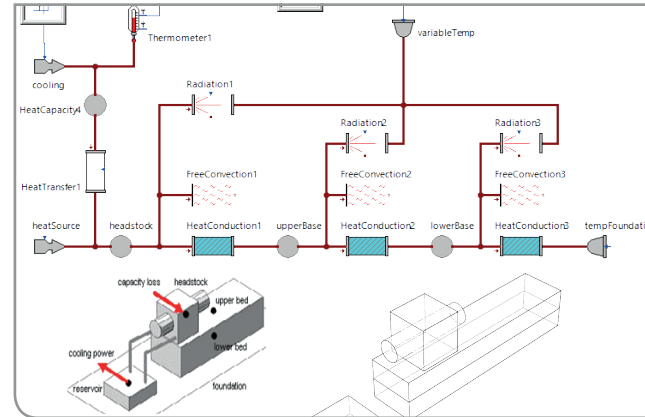 Thermometer1
variableTemp
cooling
Radiation1
HeatCapacity4
Radiation2
Radiation3
HeatTransfer1
FreeConvection1
FreeConvection2
FreeConvection3
heatSource
headstock
HeatConduction1
upperBase
HeatConduction2
lowerBase
HeatConduction3
tempFoundati
capacity loss
headstock
upper bed
lower bed
cooling power
reservoir
foundation